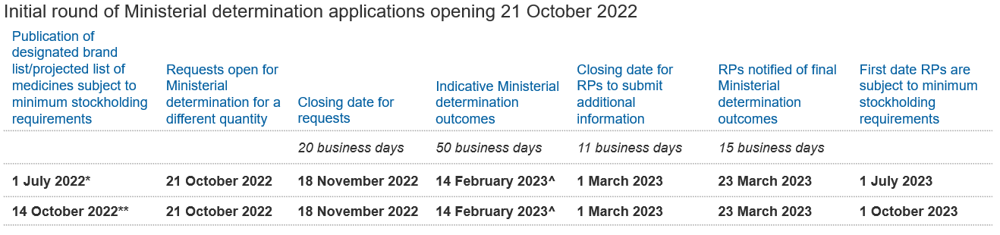 Initial round of Ministerial determination applications opening 21 October 2022
Publication of
designated brand
list/projected list of
medicines subject to
minimum stockholding
requirements
Requests open for
Ministerial
determination for a
different quantity
Closing date for
requests
Indicative Ministerial
determination
outcomes
Closing date for
RPs to submit
additional
information
RPs notified of final
Ministerial
determination
outcomes
First date RPs are
subject to minimum
stockholding
requirements
20 business days 50 business days 11 business days 15 business days
1 July 2022* 21 October 2022 18 November 2022 14 February 2023^ 1 March 2023 23 March 2023 1 July 2023
14 October 2022** 21 October 2022 18 November 2022 14 February 2023^ 1 March 2023 23 March 2023 1 October 2023